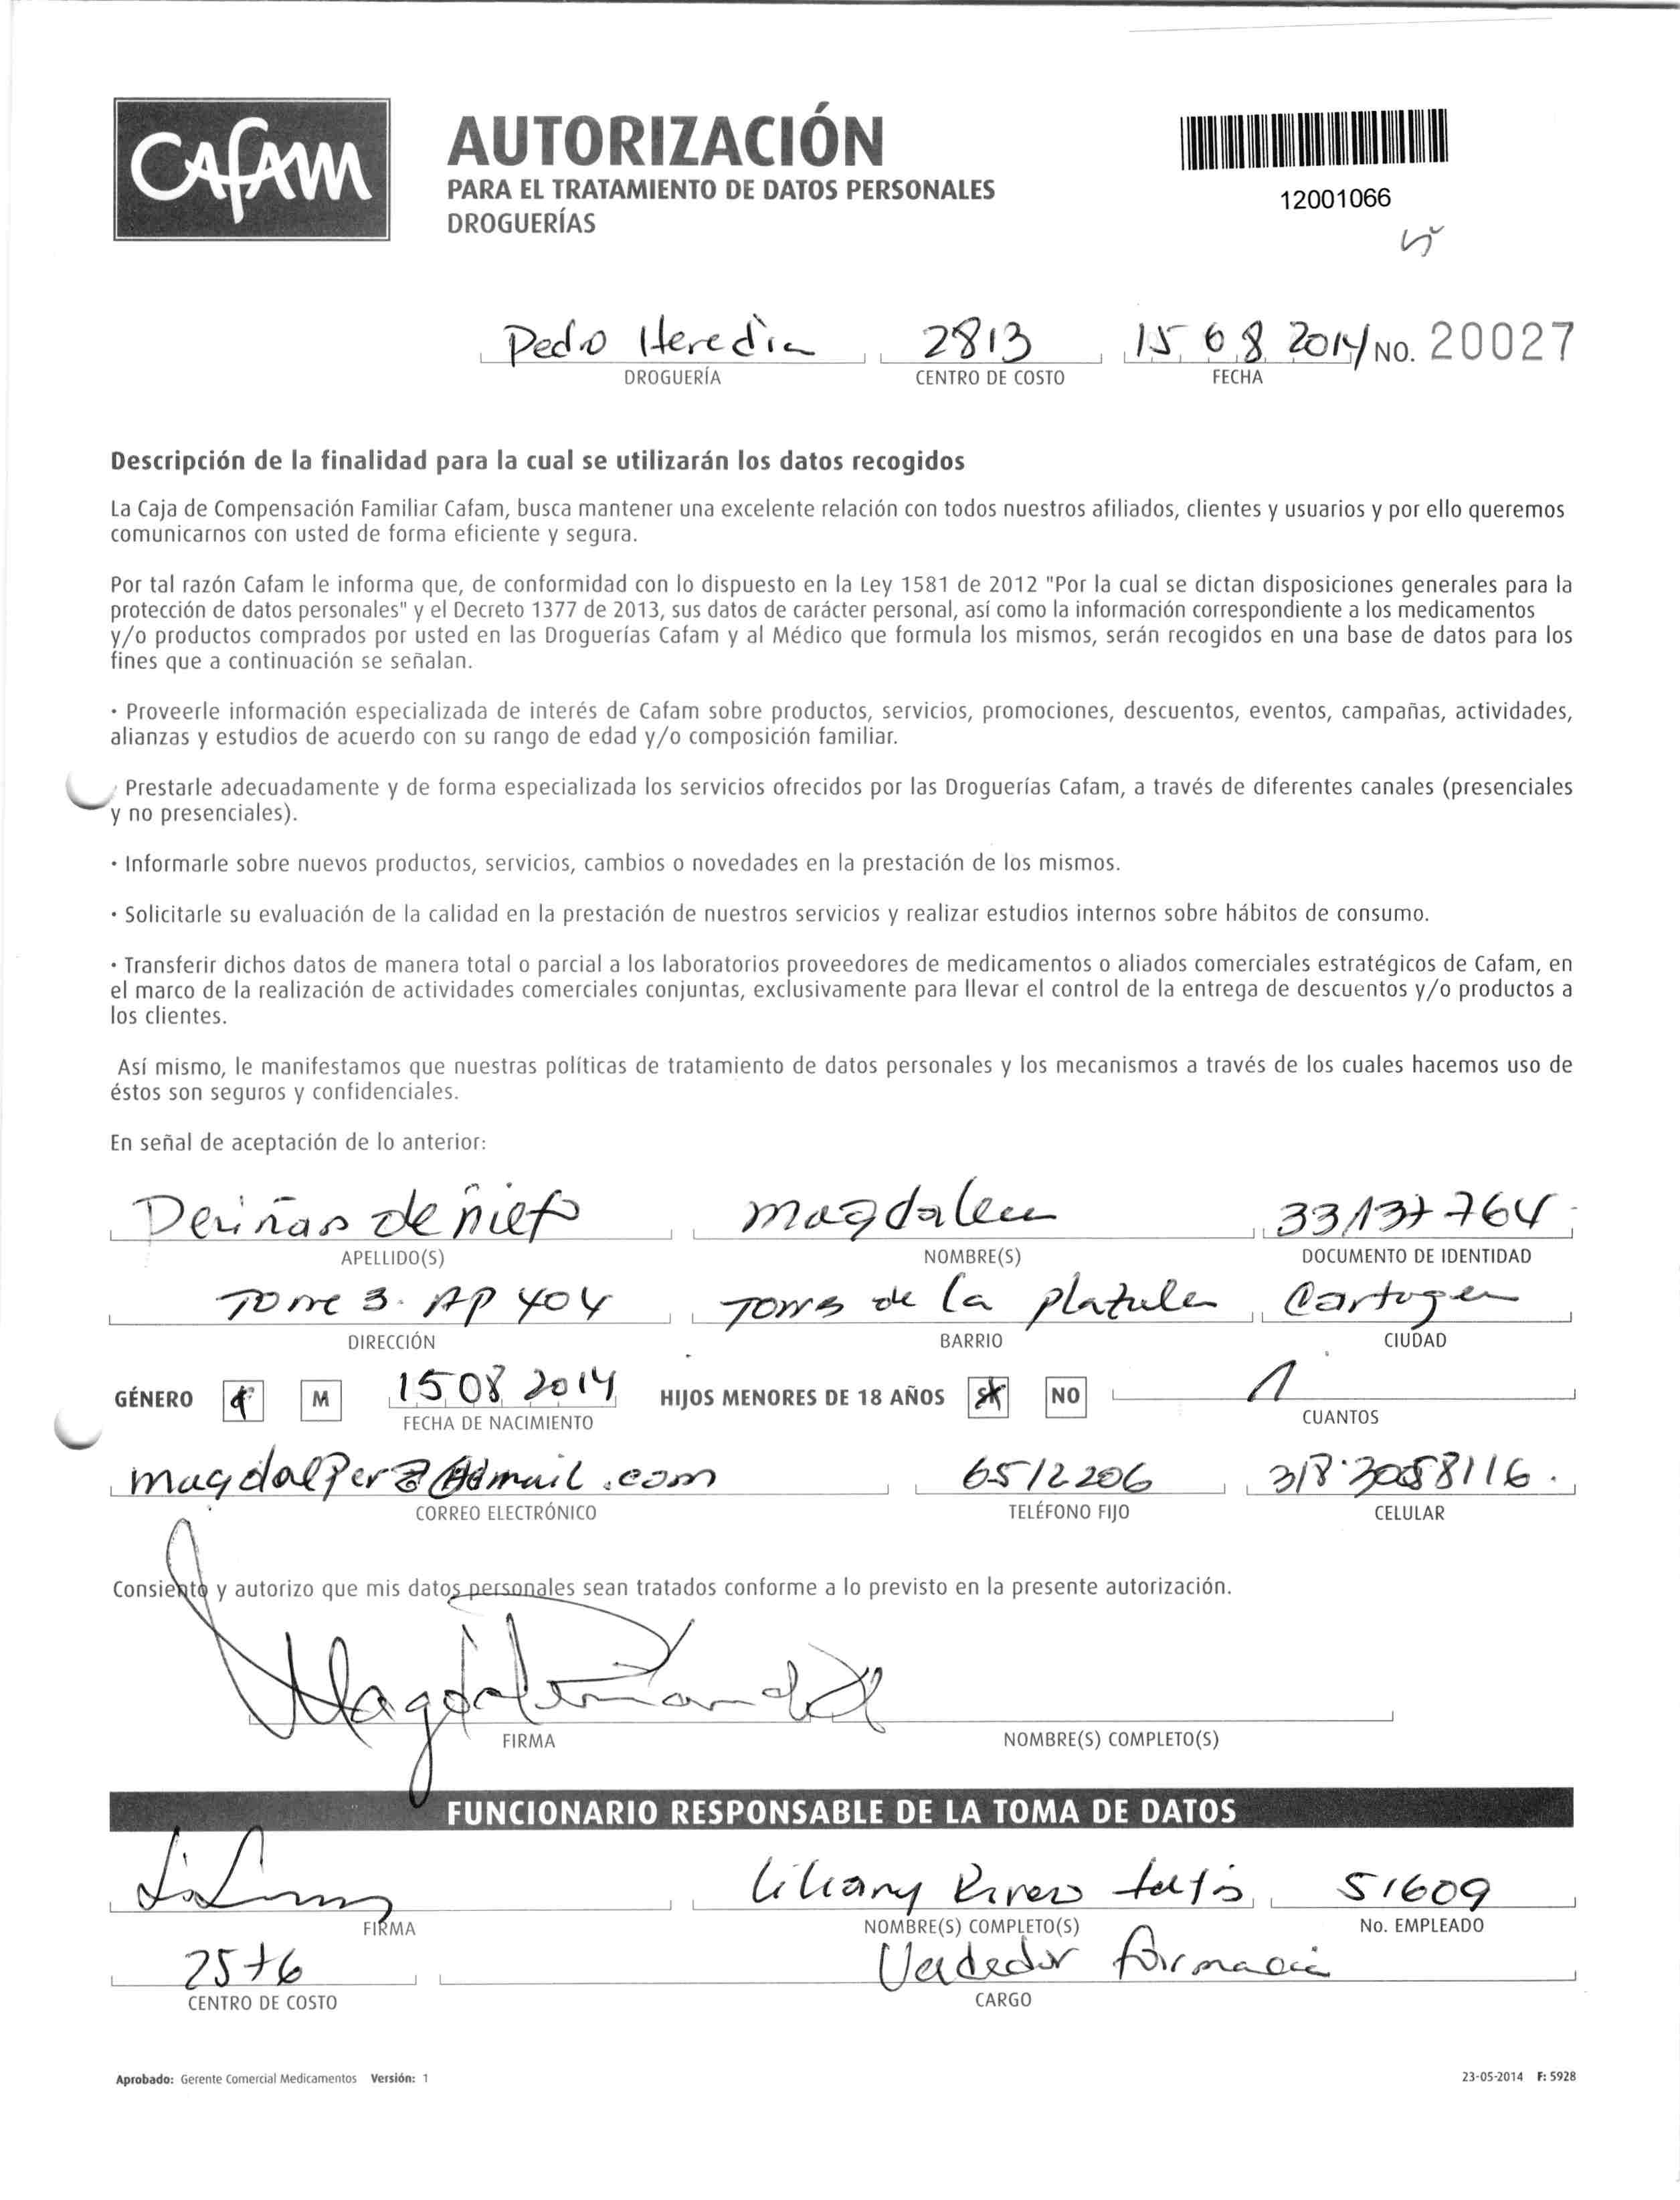 CAFAM
AUTORIZACIÓN
PARA EL TRATAMIENTO DE DATOS PERSONALES
DROGUERÍAS
12001066
Pedro Heredia 2813 15 08 2014 NO. 20027
DROGUERÍA CENTRO DE COSTO FECHA
Descripción de la finalidad para la cual se utilizarán los datos recogidos
La Caja de Compensación Familiar Cafam, busca mantener una excelente relación con todos nuestros afiliados, clientes y usuarios y por ello queremos
comunicarnos con usted de forma eficiente y segura.
Por tal razón Cafam le informa que, de conformidad con lo dispuesto en la Ley 1581 de 2012 "Por la cual se dictan disposiciones generales para la
protección de datos personales" y el Decreto 1377 de 2013, sus datos de carácter personal, así como la información correspondiente a los medicamentos
y/o productos comprados por usted en las Droguerías Cafam y al Médico que formula los mismos, serán recogidos en una base de datos para los
fines que a continuación se señalan.
• Proveerle información especializada de interés de Cafam sobre productos, servicios, promociones, descuentos, eventos, campañas, actividades,
alianzas y estudios de acuerdo con su rango de edad y/o composición familiar.
• Prestarle adecuadamente y de forma especializada los servicios ofrecidos por las Droguerías Cafam, a través de diferentes canales (presenciales
y no presenciales).
• Informarle sobre nuevos productos, servicios, cambios o novedades en la prestación de los mismos.
• Solicitarle su evaluación de la calidad en la prestación de nuestros servicios y realizar estudios internos sobre hábitos de consumo.
• Transferir dichos datos de manera total o parcial a los laboratorios proveedores de medicamentos o aliados comerciales estratégicos de Cafam, en
el marco de la realización de actividades comerciales conjuntas, exclusivamente para llevar el control de la entrega de descuentos y/o productos a
los clientes.
Así mismo, le manifestamos que nuestras políticas de tratamiento de datos personales y los mecanismos a través de los cuales hacemos uso de
éstos son seguros y confidenciales.
En señal de aceptación de lo anterior:
de magdalena 33137764
APELLIDO(S) NOMBRE(S) DOCUMENTO DE IDENTIDAD
Torre 3. AP 404 Torres de la Cartagena
DIRECCIÓN BARRIO CIUDAD
GÉNERO M 15 08 2014 HIJOS MENORES DE 18 AÑOS NO 1
FECHA DE NACIMIENTO CUANTOS
6512206
CORREO ELECTRÓNICO TELÉFONO FIJO CELULAR
Consiento y autorizo que mis datos personales sean tratados conforme a lo previsto en la presente autorización.
FIRMA NOMBRE(S) COMPLETO(S)
FUNCIONARIO RESPONSABLE DE LA TOMA DE DATOS
Liliany Rivero 51609
FIRMA NOMBRE(S) COMPLETO(S) No. EMPLEADO
2576 Vendedor
CENTRO DE COSTO CARGO
Aprobado: Gerente Comercial Medicamentos Versión: 1 23-05-2014 F: 5928